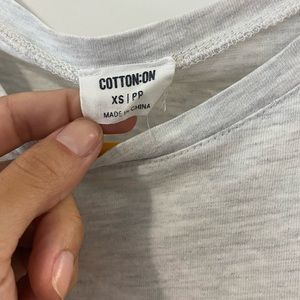 COTTON:ON
XS | PP
MADE IN CHINA